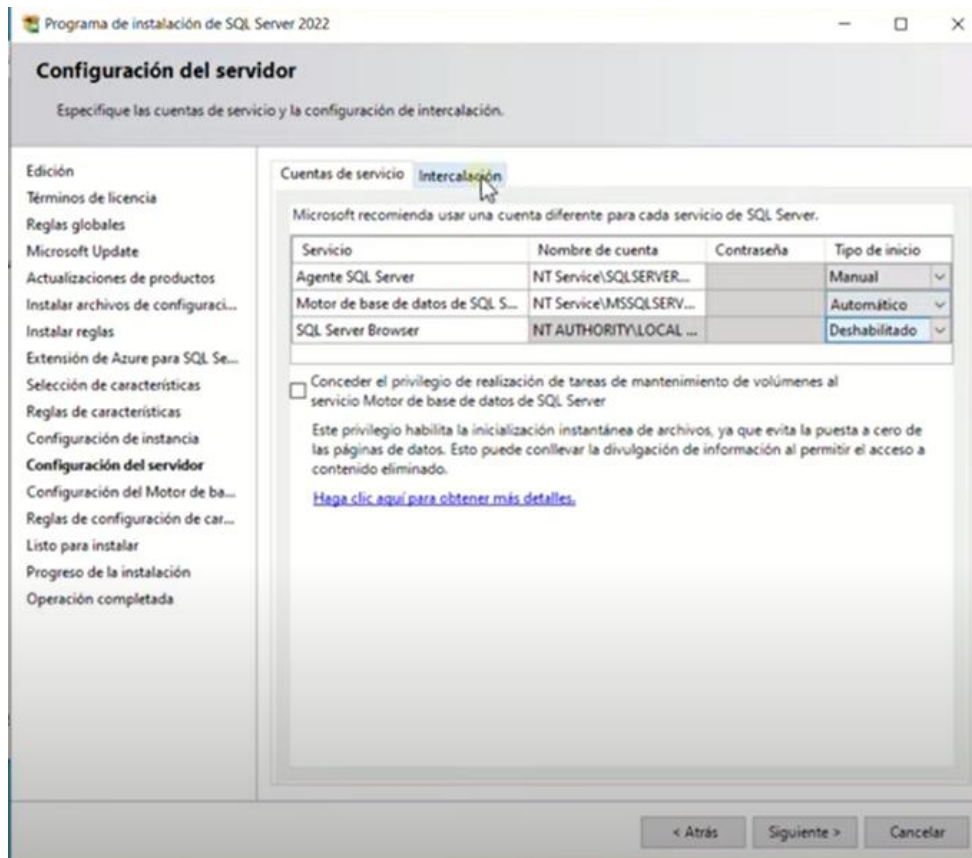 Programa de instalación de SQL Server 2022
Configuración del servidor
Especifique las cuentas de servicio y la configuración de intercalación.
Edición
Términos de licencia
Reglas globales
Microsoft Update
Actualizaciones de productos
Instalar archivos de configuraci...
Instalar reglas
Extensión de Azure para SQL Se...
Selección de características
Reglas de características
Configuración de instancia
Configuración del servidor
Configuración del Motor de ba...
Reglas de configuración de car...
Listo para instalar
Progreso de la instalación
Operación completada
Cuentas de servicio Intercalación
Microsoft recomienda usar una cuenta diferente para cada servicio de SQL Server.
Servicio Nombre de cuenta Contraseña Tipo de inicio
Agente SQL Server NT Service\SQLSERVER... Manual
Motor de base de datos de SQL S... NT Service\MSSQLSERV... Automático
SQL Server Browser NT AUTHORITY\LOCAL ... Deshabilitado
Conceder el privilegio de realización de tareas de mantenimiento de volúmenes al
servicio Motor de base de datos de SQL Server
Este privilegio habilita la inicialización instantánea de archivos, ya que evita la puesta a cero de
las páginas de datos. Esto puede conllevar la divulgación de información al permitir el acceso a
contenido eliminado.
Haga clic aquí para obtener más detalles.
< Atrás Siguiente > Cancelar